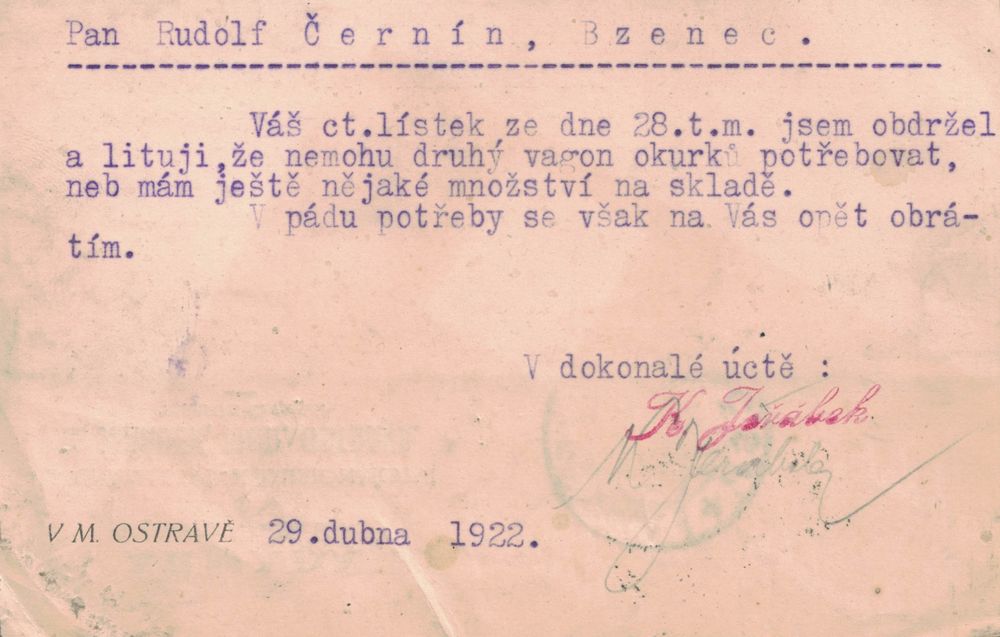 Pan Rudolf Černín, Bzenec.
Váš ct.lístek ze dne 28.t.m. jsem obdržel
a lituji,že nemohu druhý vagon okurků potřebovat,
neb mám ještě nějaké množství na skladě.
V pádu potřeby se však na Vás opět obrá-
tím.
V dokonalé úctě :
K. Jeřábek
V M. OSTRAVĚ 29.dubna 1922.